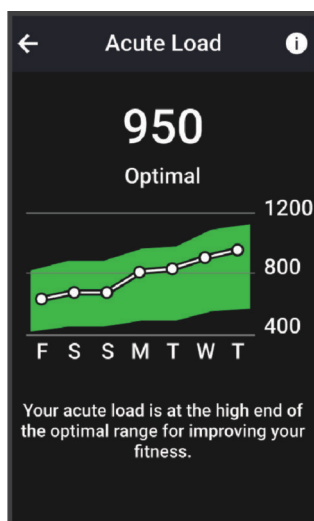 Acute Load
950
Optimal
1200
800
400
F S S M T W T
Your acute load is at the high end of
the optimal range for improving your
fitness.